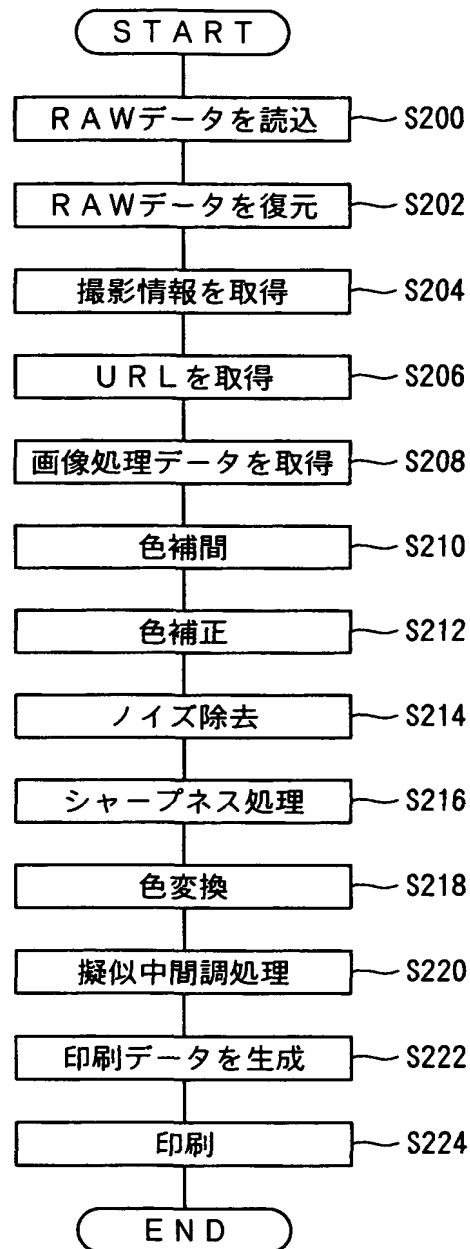 START
RAWデータを読込 S200
RAWデータを復元 S202
撮影情報を取得 S204
URLを取得 S206
画像処理データを取得 S208
色補間 S210
色補正 S212
ノイズ除去 S214
シャープネス処理 S216
色変換 S218
擬似中間調処理 S220
印刷データを生成 S222
印刷 S224
END